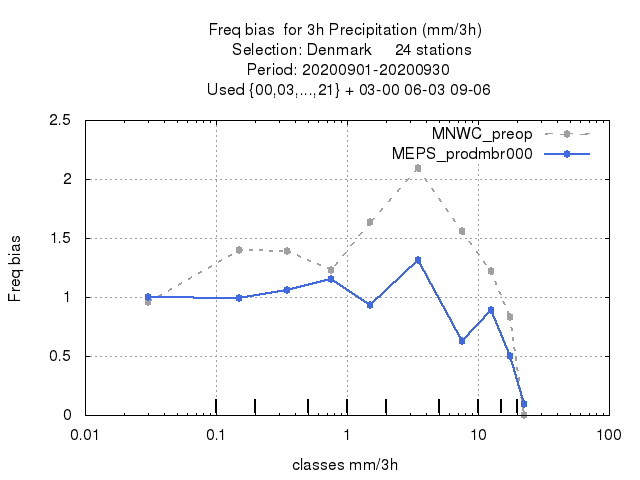 Freq bias  for 3h Precipitation (mm/3h)
Selection: Denmark     24 stations
Period: 20200901-20200930
Used {00,03,...,21} + 03-00 06-03 09-06
MNWC_preop
MEPS_prodmbr000
2.5
2
1.5
1
0.5
0
Freq bias
0.01 0.1 1 10 100
classes mm/3h